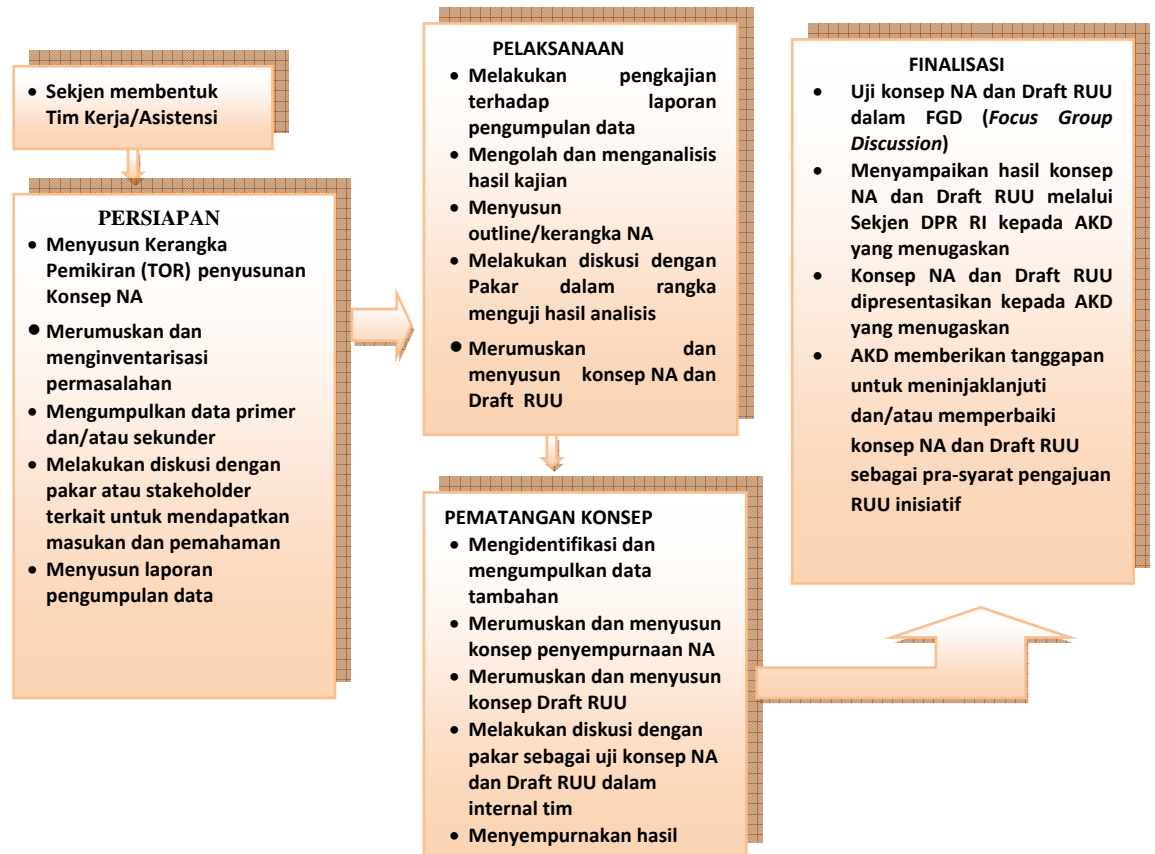 • Sekjen membentuk
Tim Kerja/Asistensi
PERSIAPAN
• Menyusun Kerangka
Pemikiran (TOR) penyusunan
Konsep NA
• Merumuskan dan
menginventarisasi
permasalahan
• Mengumpulkan data primer
dan/atau sekunder
• Melakukan diskusi dengan
pakar atau stakeholder
terkait untuk mendapatkan
masukan dan pemahaman
• Menyusun laporan
pengumpulan data
PELAKSANAAN
• Melakukan pengkajian
terhadap laporan
pengumpulan data
• Mengolah dan menganalisis
hasil kajian
• Menyusun
outline/kerangka NA
• Melakukan diskusi dengan
Pakar dalam rangka
menguji hasil analisis
• Merumuskan dan
menyusun konsep NA dan
Draft RUU
PEMATANGAN KONSEP
• Mengidentifikasi dan
mengumpulkan data
tambahan
• Merumuskan dan menyusun
konsep penyempurnaan NA
• Merumuskan dan menyusun
konsep Draft RUU
• Melakukan diskusi dengan
pakar sebagai uji konsep NA
dan Draft RUU dalam
internal tim
• Menyempurnakan hasil
FINALISASI
• Uji konsep NA dan Draft RUU
dalam FGD (Focus Group
Discussion)
• Menyampaikan hasil konsep
NA dan Draft RUU melalui
Sekjen DPR RI kepada AKD
yang menugaskan
• Konsep NA dan Draft RUU
dipresentasikan kepada AKD
yang menugaskan
• AKD memberikan tanggapan
untuk meninjaklanjuti
dan/atau memperbaiki
konsep NA dan Draft RUU
sebagai pra-syarat pengajuan
RUU inisiatif